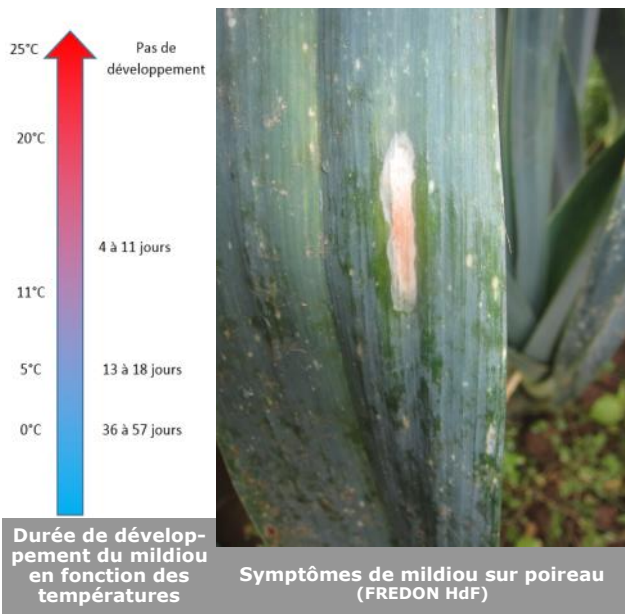 25°C
Pas de
développement
20°C
4 à 11 jours
11°C
5°C
13 à 18 jours
0°C
36 à 57 jours
Durée de dévelop-
pement du mildiou
en fonction des
températures
Symptômes de mildiou sur poireau
(FREDON HdF)